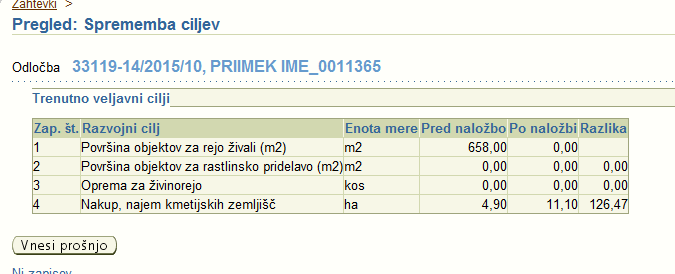 Zahtevki >
Pregled: Sprememba ciljev
Odločba 33119-14/2015/10, PRIIMEK IME_0011365
Trenutno veljavni cilji
Zap. št. Razvojni cilj Enota mere Pred naložbo Po naložbi Razlika
1 Površina objektov za rejo živali (m2) m2 658,00 0,00
2 Površina objektov za rastlinsko pridelavo (m2) m2 0,00 0,00 0,00
3 Oprema za živinorejo kos 0,00 0,00 0,00
4 Nakup, najem kmetijskih zemljišč ha 4,90 11,10 126,47
Vnesi prošnjo
Ni zapisov